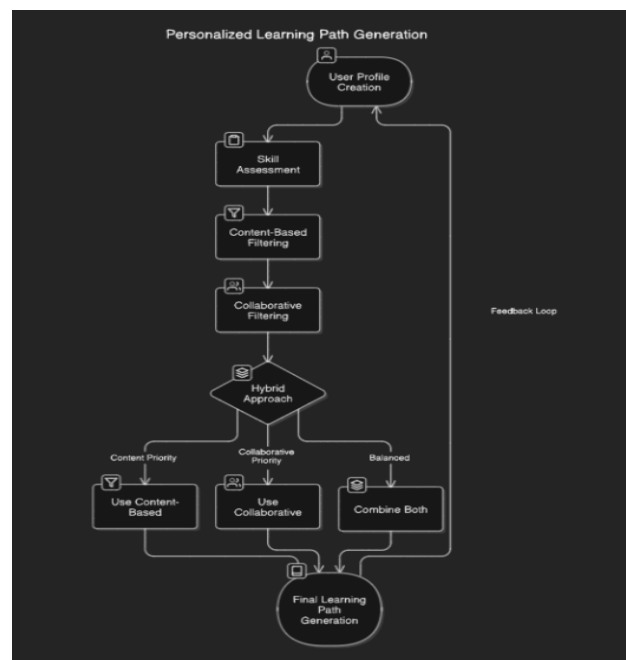 Personalized Learning Path Generation
User Profile
Creation
Skill
Assessment
Content-Based
Filtering
Collaborative
Filtering
Feedback Loop
Hybrid
Approach
Content Priority
Collaborative
Priority
Balanced
Use Content-
Based
Use
Collaborative
Combine Both
Final Learning
Path
Generation